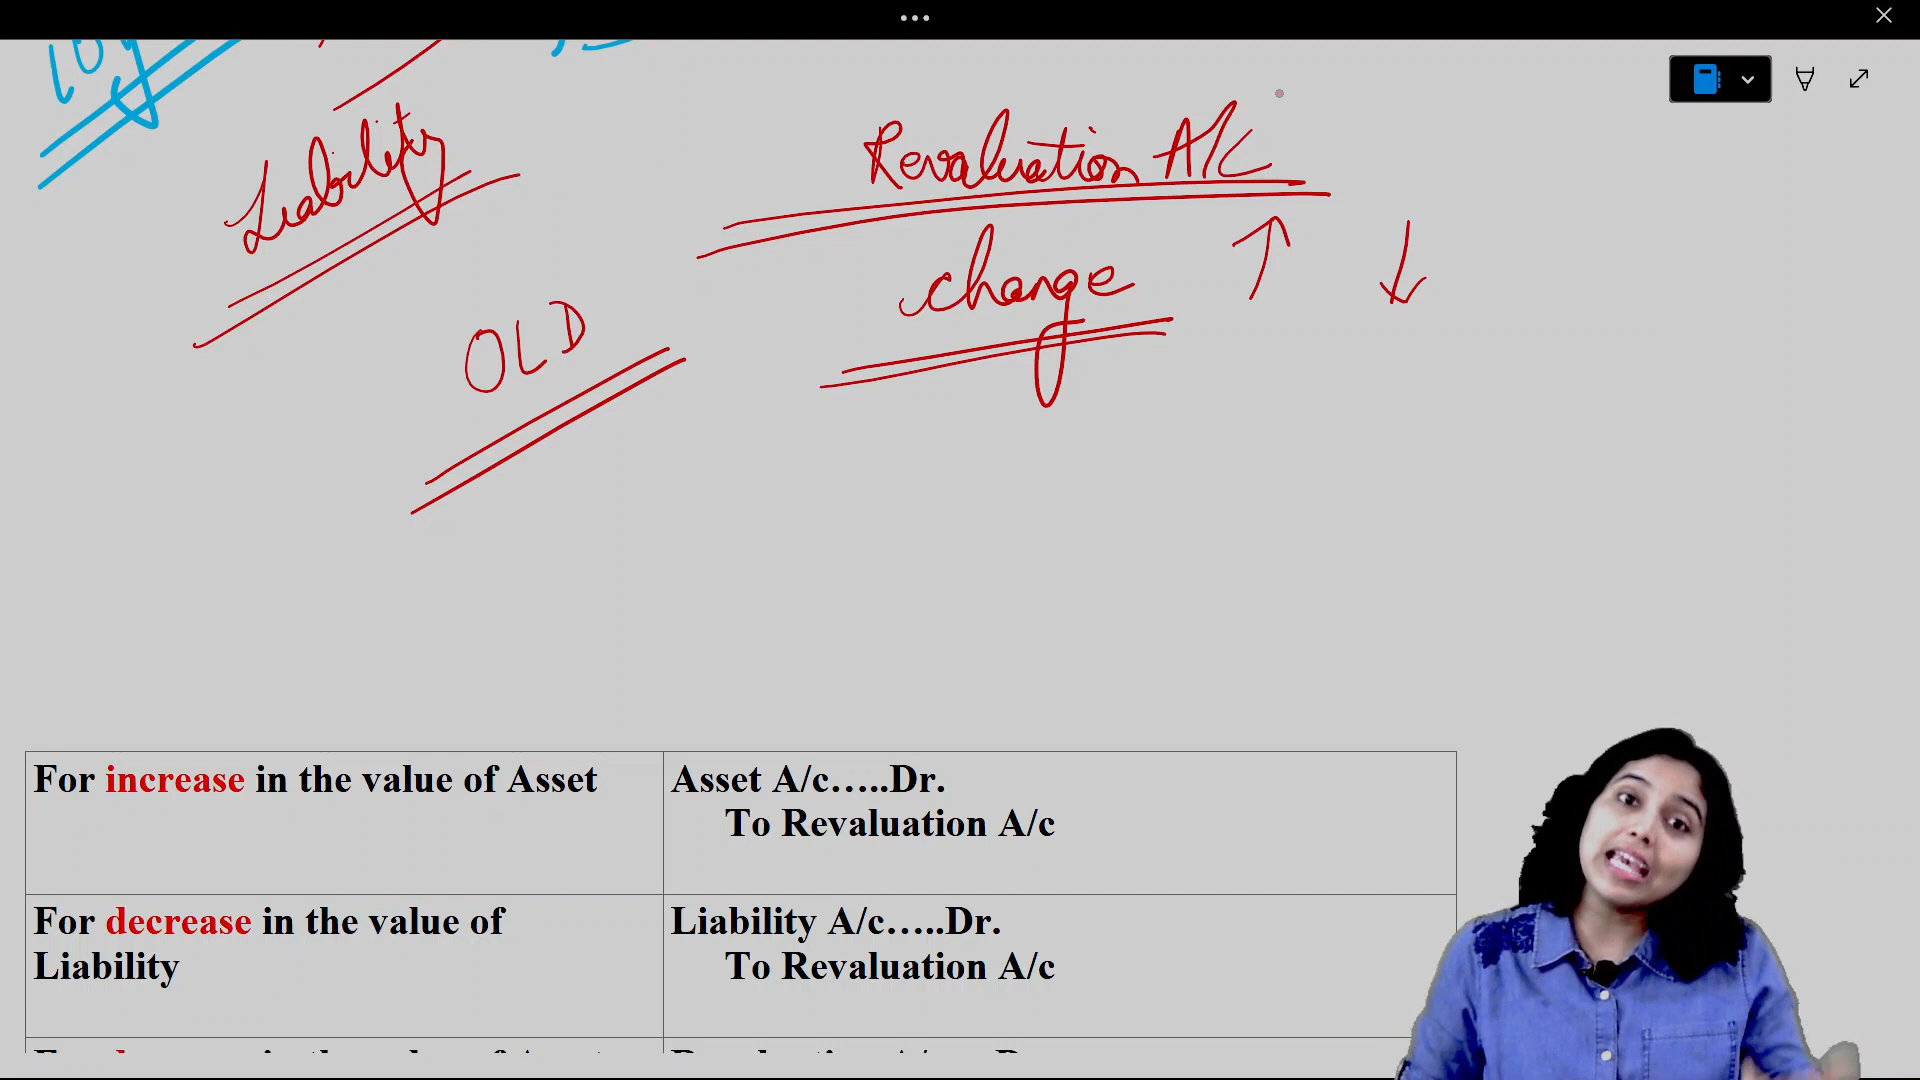 Liability
Revaluation A/C
change
OLD
For increase in the value of Asset
Asset A/c.....Dr.
To Revaluation A/c
For decrease in the value of
Liability
Liability A/c.....Dr.
To Revaluation A/c